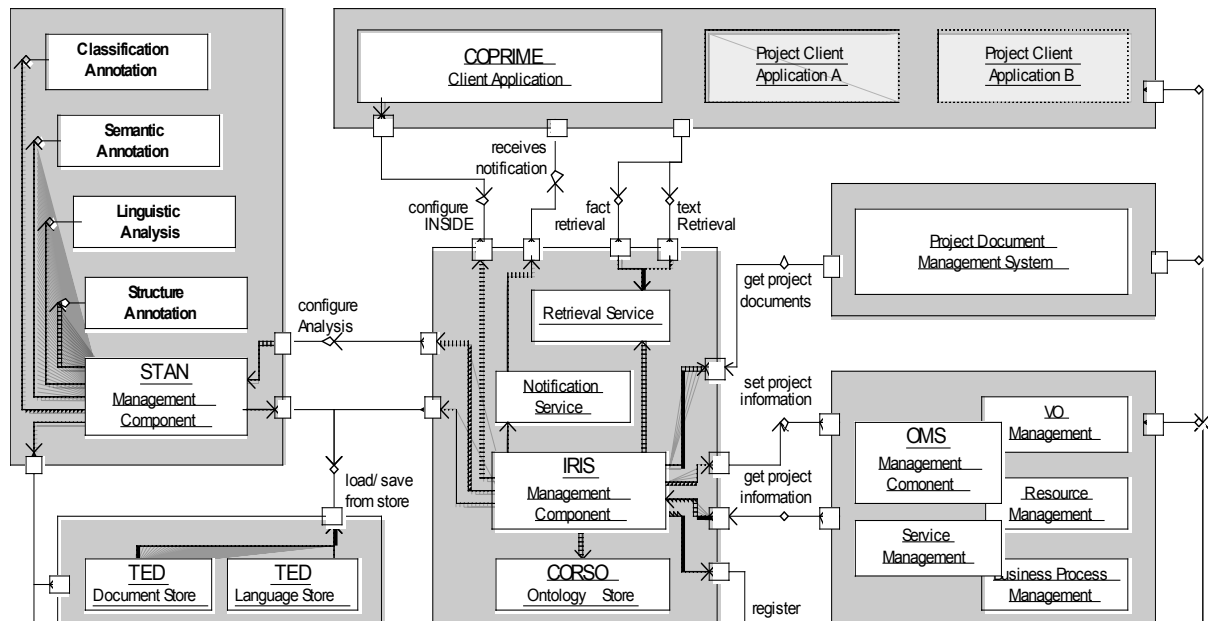 Classification
Annotation
Semantic
Annotation
Linguistic
Analysis
Structure
Annotation
STAN
Management
Component
COPRIME
Client Application
Project Client
Application A
Project Client
Application B
receives
notification
configure
INSIDE
fact
retrieval
text
Retrieval
configure
Analysis
Retrieval Service
Notification
Service
IRIS
Management
Component
CORSO
Ontology Store
get project
documents
Project Document
Management System
set project
information
get project
information
register
VO
Management
OMS
Management
Comonent
Resource
Management
Service
Management
Business Process
Management
load/ save
from store
TED
Document Store
TED
Language Store